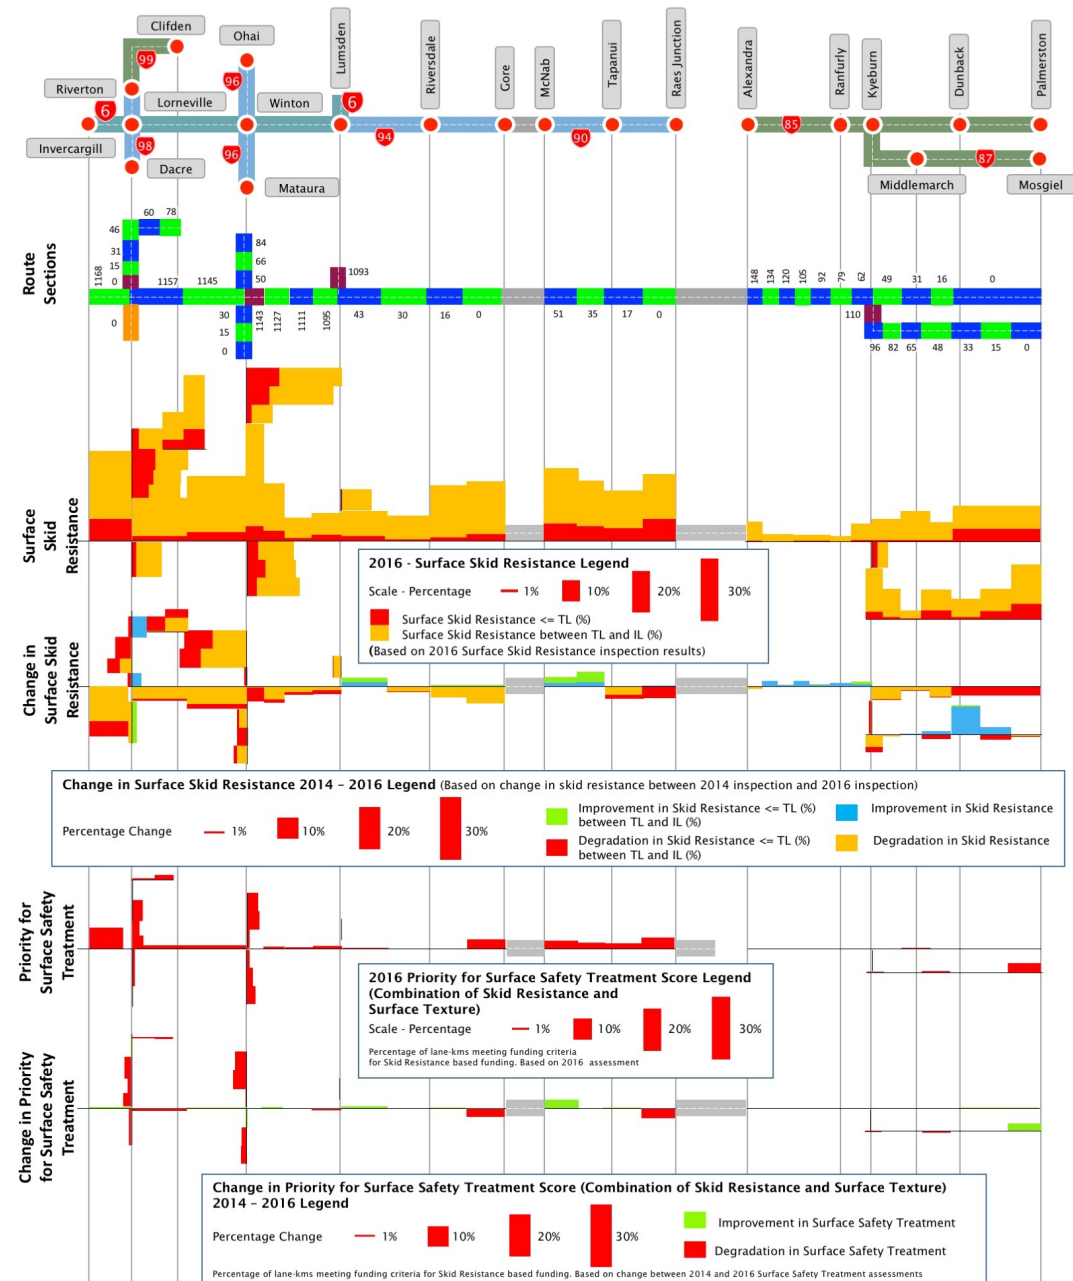 Clifden
Ohai
Lumsden
Riversdale
Gore
McNab
Tapanui
Raes Junction
Alexandra
Ranfurly
Kyeburn
Dunback
Palmerston
99
96
Riverton
6
Lorneville
Winton
6
94
90
85
Invercargill
98
Dacre
96
Mataura
87
Middlemarch
Mosgiel
Route
Sections
60 78
46
31
15
0
1168
1157 1145
84
66
50
1093
148
134
120
105
92
79
62
49 31 16 0
0
30
15
0
1143
1127
1111
1095
43 30 16 0
51 35 17 0
110
96 82 65 48 33 15 0
Surface
Skid
Resistance
2016 - Surface Skid Resistance Legend
Scale - Percentage 1% 10% 20% 30%
Surface Skid Resistance <= TL (%)
Surface Skid Resistance between TL and IL (%)
(Based on 2016 Surface Skid Resistance inspection results)
Change in
Surface Skid
Resistance
Change in Surface Skid Resistance 2014 – 2016 Legend (Based on change in skid resistance between 2014 inspection and 2016 inspection)
Percentage Change 1% 10% 20% 30%
Improvement in Skid Resistance <= TL (%)
between TL and IL (%)
Improvement in Skid Resistance
Degradation in Skid Resistance <= TL (%)
between TL and IL (%)
Degradation in Skid Resistance
Priority for
Surface Safety
Treatment
2016 Priority for Surface Safety Treatment Score Legend
(Combination of Skid Resistance and
Surface Texture)
Scale - Percentage 1% 10% 20% 30%
Percentage of lane-kms meeting funding criteria
for Skid Resistance based funding. Based on 2016 assessment
Change in Priority
for Surface Safety
Treatment
Change in Priority for Surface Safety Treatment Score (Combination of Skid Resistance and Surface Texture)
2014 – 2016 Legend
Percentage Change 1% 10% 20% 30%
Improvement in Surface Safety Treatment
Degradation in Surface Safety Treatment
Percentage of lane-kms meeting funding criteria for Skid Resistance based funding. Based on change between 2014 and 2016 Surface Safety Treatment assessments